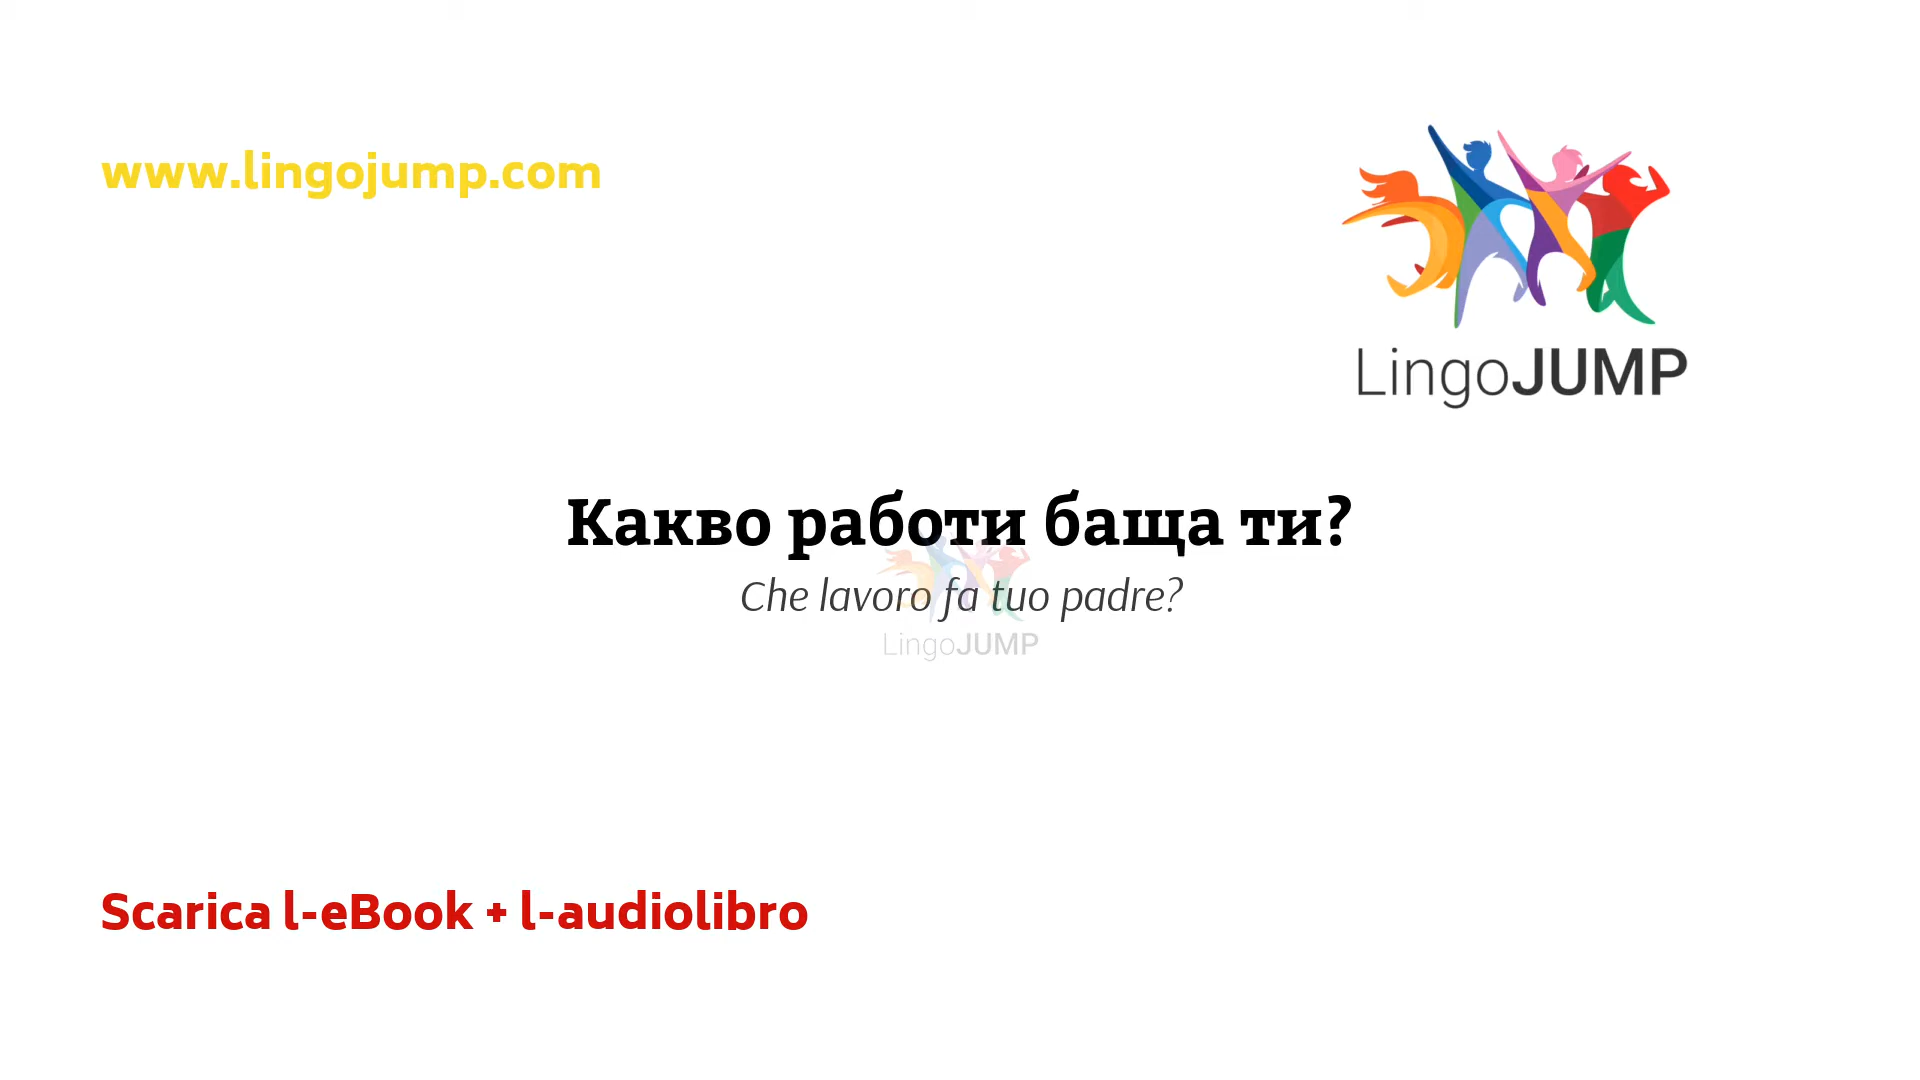 www.lingojump.com
LingoJUMP
Какво работи баща ти?
Che lavoro fa tuo padre?
LingoJUMP
Scarica l-eBook + l-audiolibro